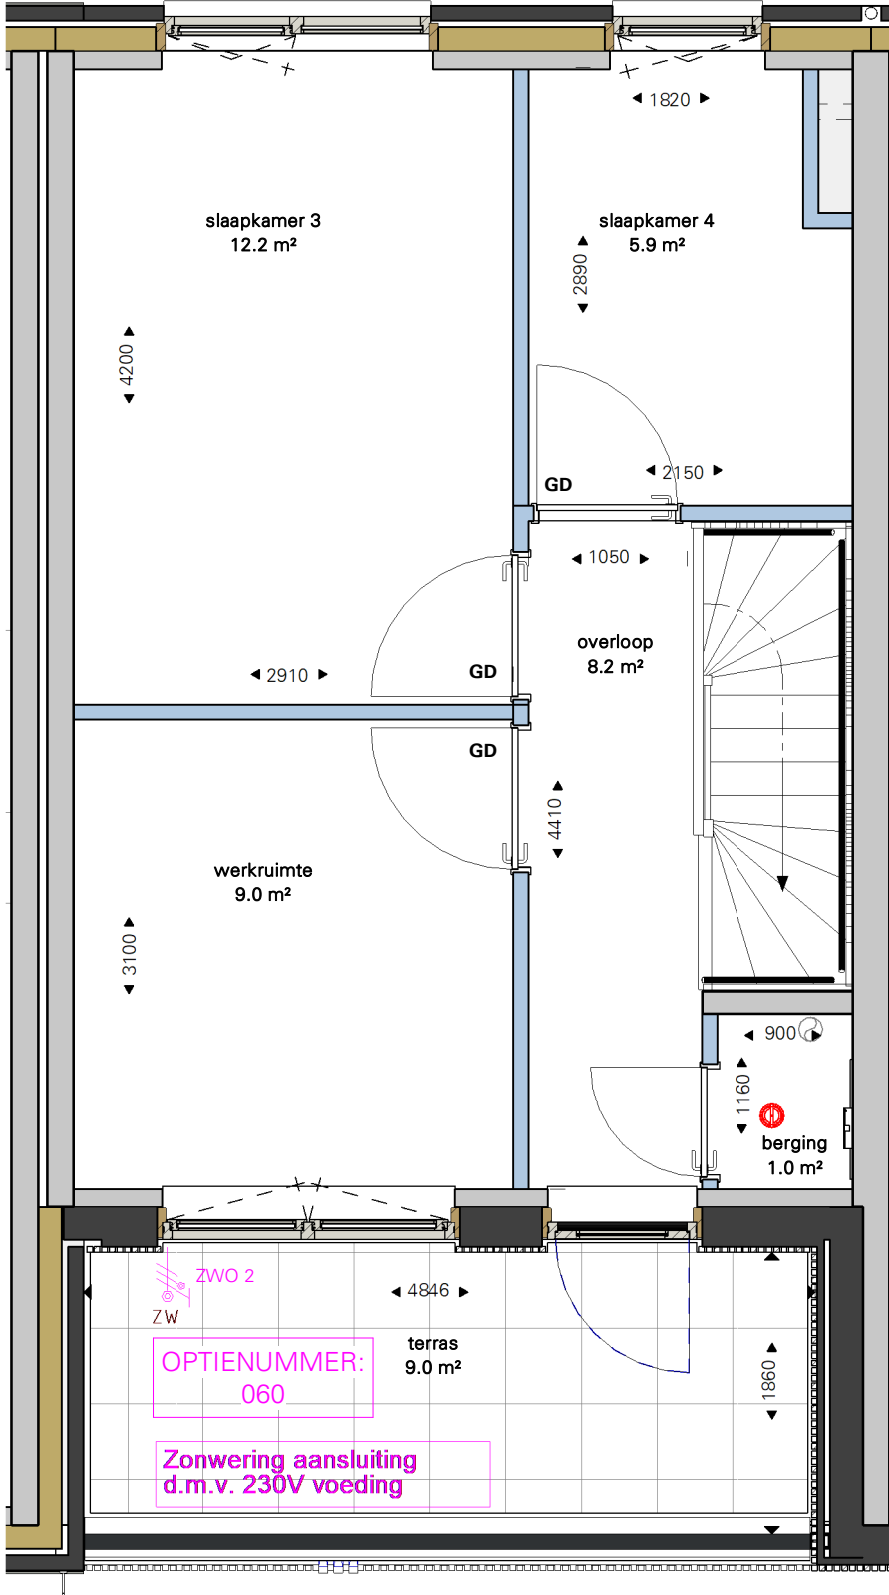 1820
slaapkamer 3
12.2 m²
slaapkamer 4
5.9 m²
2890
4200
2150
GD
1050
overloop
8.2 m²
2910
GD
GD
4410
werkruimte
9.0 m²
3100
900
1160
berging
1.0 m²
ZWO 2
ZW
4846
terras
9.0 m²
OPTIENUMMER:
060
1860
Zonwering aansluiting
d.m.v. 230V voeding